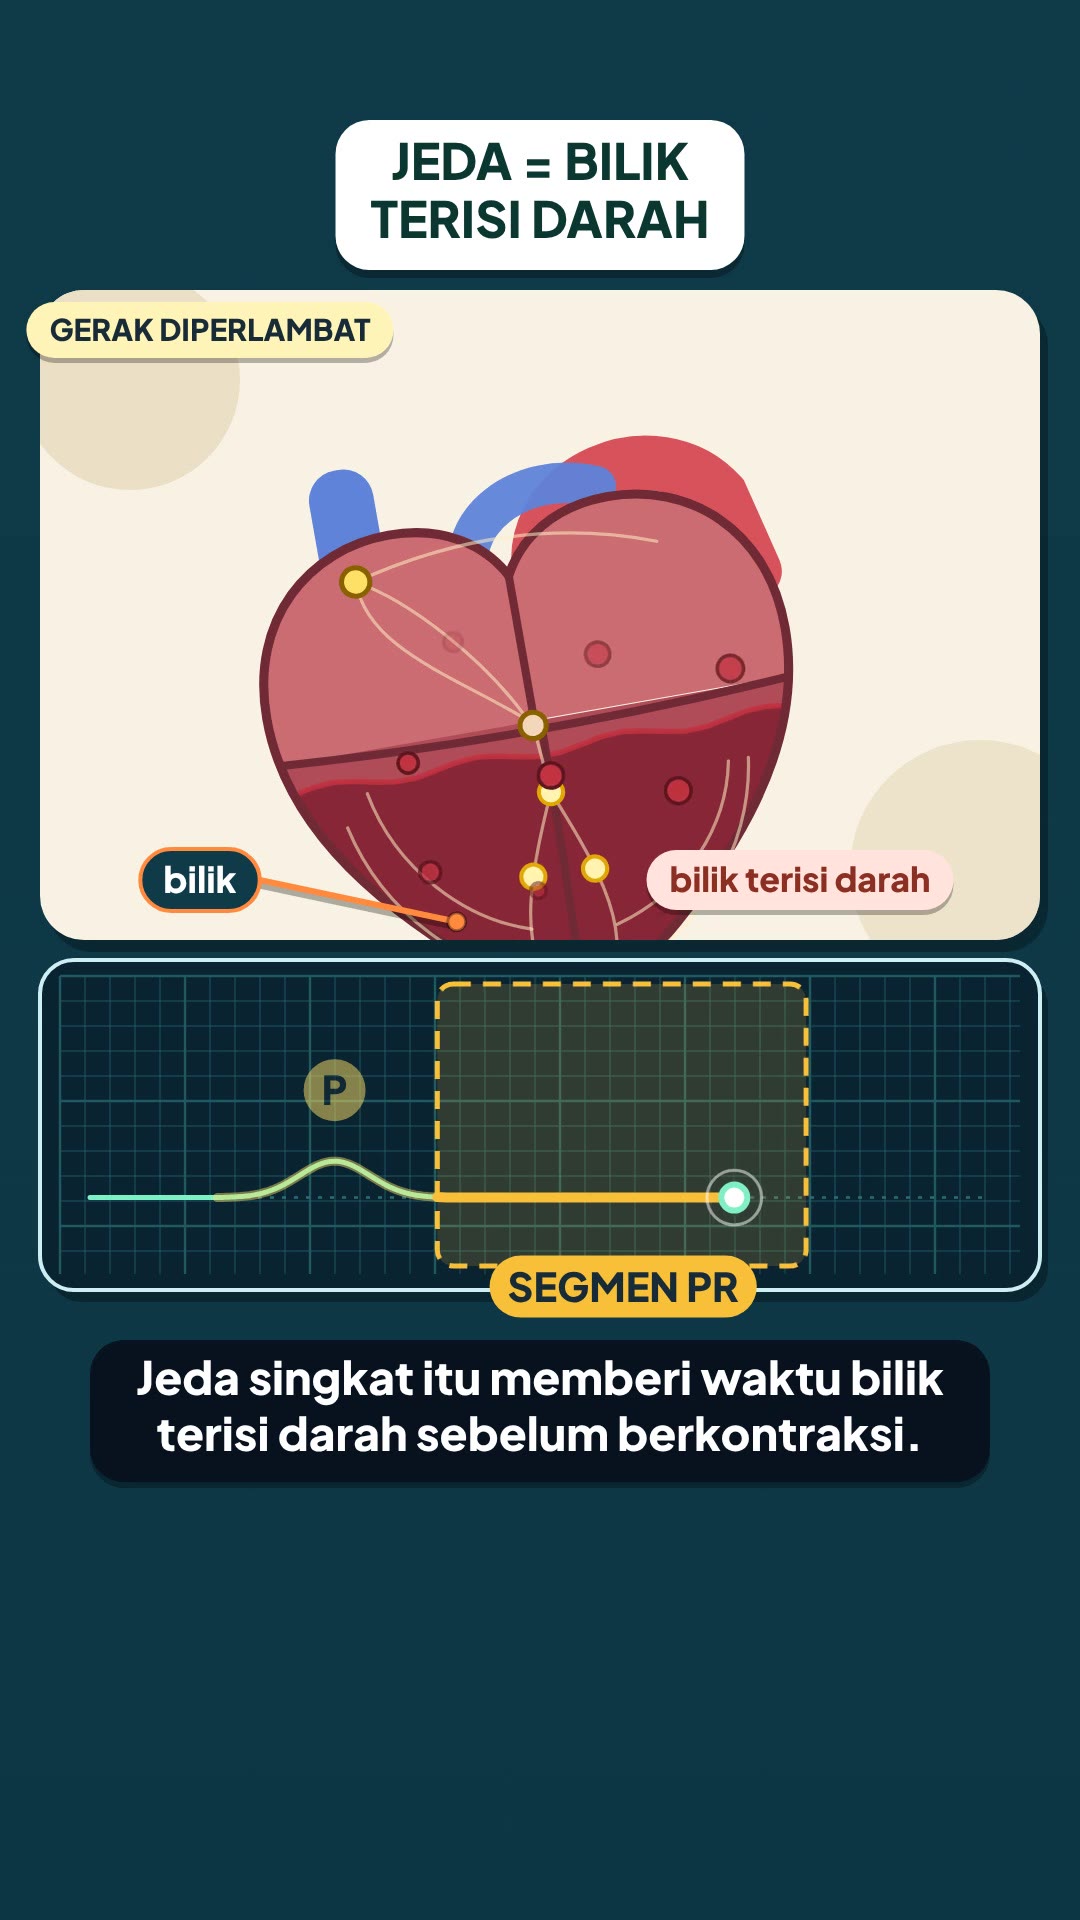 JEDA = BILIK
TERISI DARAH
GERAK DIPERLAMBAT
bilik
bilik terisi darah
P
SEGMEN PR
Jeda singkat itu memberi waktu bilik
terisi darah sebelum berkontraksi.